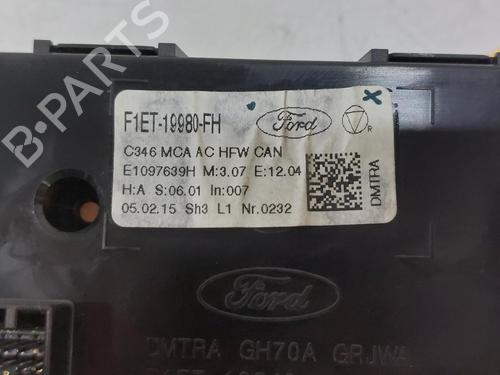 B-PARTS
F1ET-19980-FH
Ford
R
C346 MCA AC HFW CAN
E1097639H M:3.07 E:12.04
H:A S:06.01 In:007
05.02.15 Sh3 L1 Nr.0232
DMTRA
Ford
DMTRA GH70A GRJWA